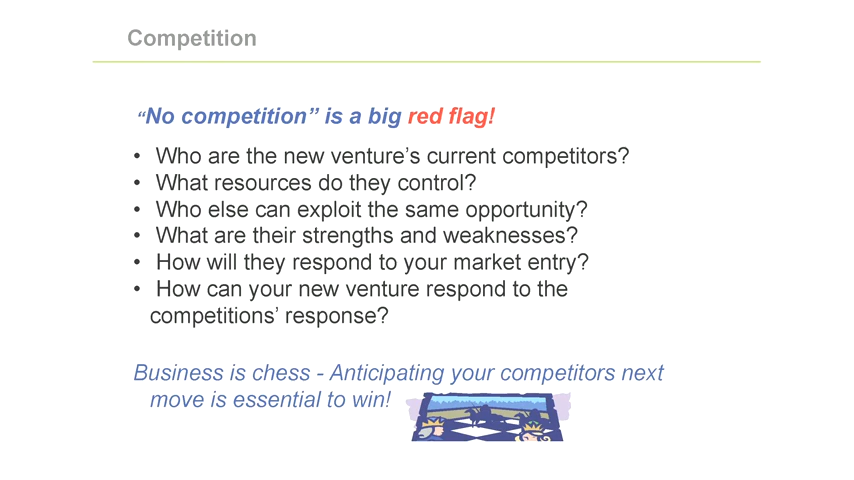 Competition
“No competition” is a big red flag!
• Who are the new venture’s current competitors?
• What resources do they control?
• Who else can exploit the same opportunity?
• What are their strengths and weaknesses?
• How will they respond to your market entry?
• How can your new venture respond to the
competitions’ response?
Business is chess - Anticipating your competitors next
move is essential to win!